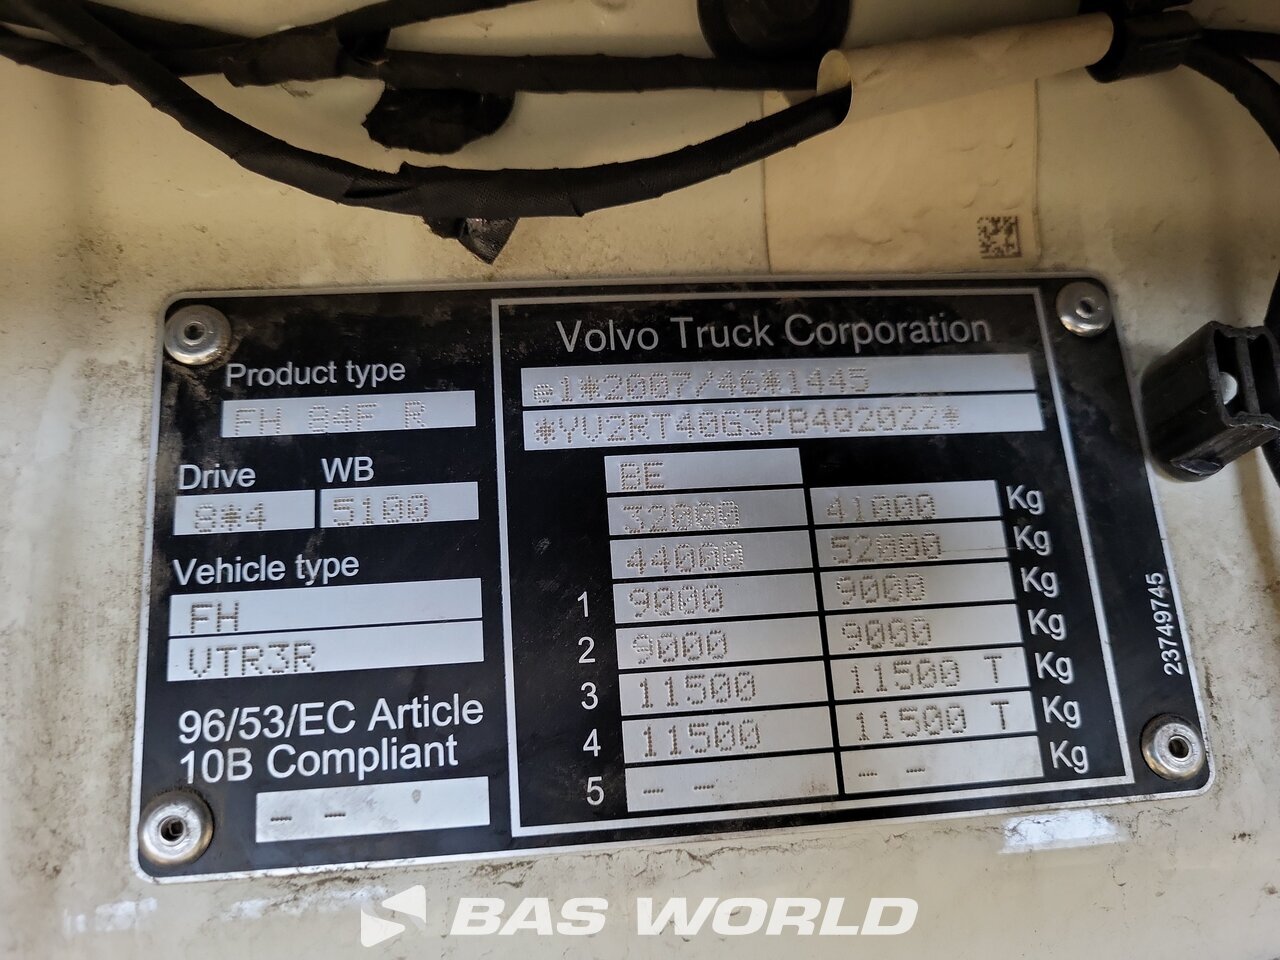 Volvo Truck Corporation
Product type
e1*2007/46*1445
FH 84F R
*YV2RT40G3PB402022*
Drive WB
BE
8*4 5100
32000 41000 Kg
44000 52000 Kg
Vehicle type
1 9000 9000 Kg
FH
2 9000 9000 Kg
VTR3R
3 11500 11500 T Kg
96/53/EC Article
10B Compliant
4 11500 11500 T Kg
5 -- -- Kg
-- --
23749745
BAS WORLD